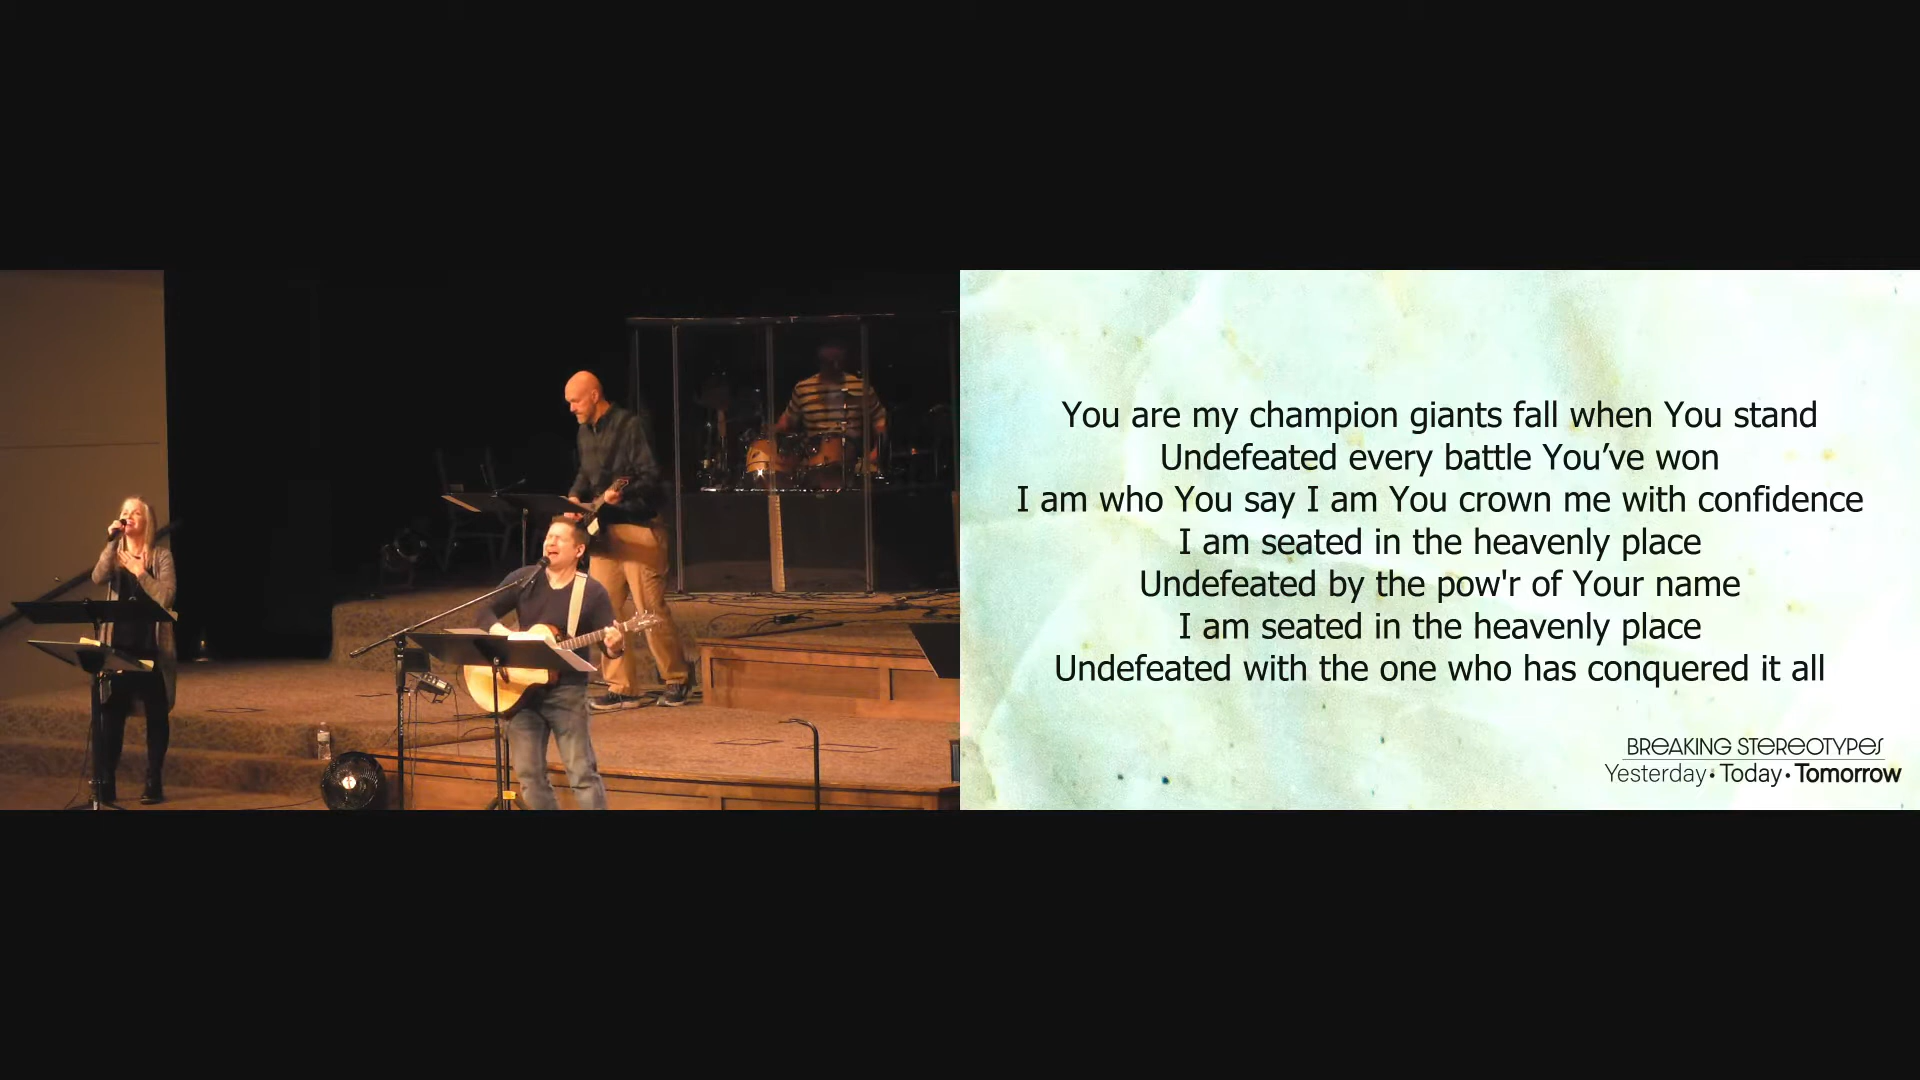 You are my champion giants fall when You stand
Undefeated every battle You’ve won
I am who You say I am You crown me with confidence
I am seated in the heavenly place
Undefeated by the pow'r of Your name
I am seated in the heavenly place
Undefeated with the one who has conquered it all
BREAKING STEREOTYPES
Yesterday • Today • Tomorrow